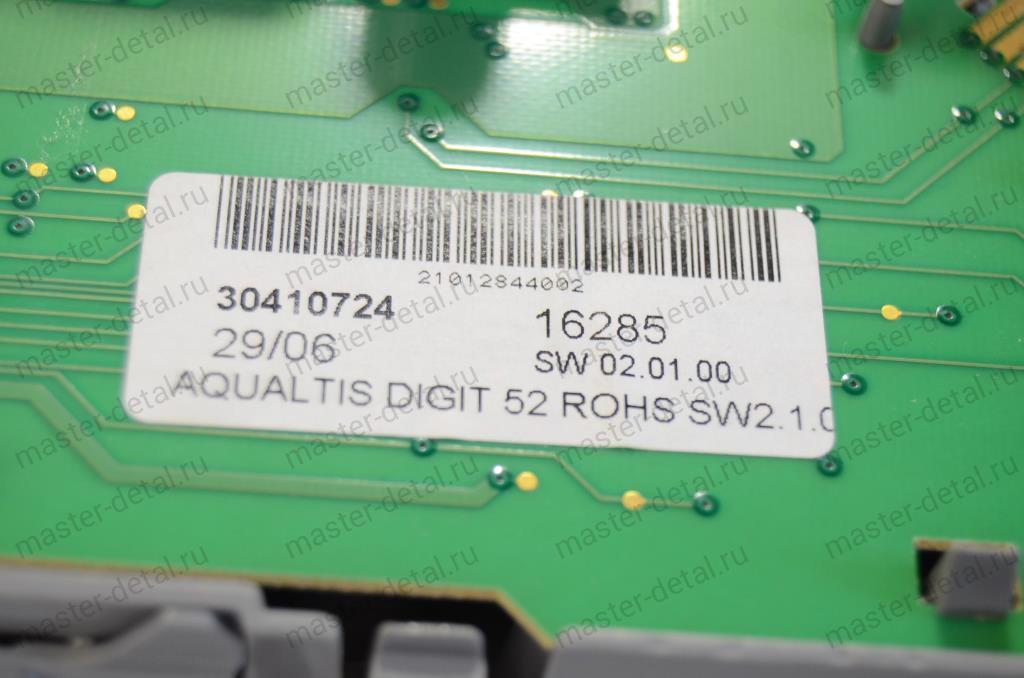 21012844002
30410724
16285
29/06
SW 02.01.00
AQUALTIS DIGIT 52 ROHS SW2.1.0
master-detal.ru